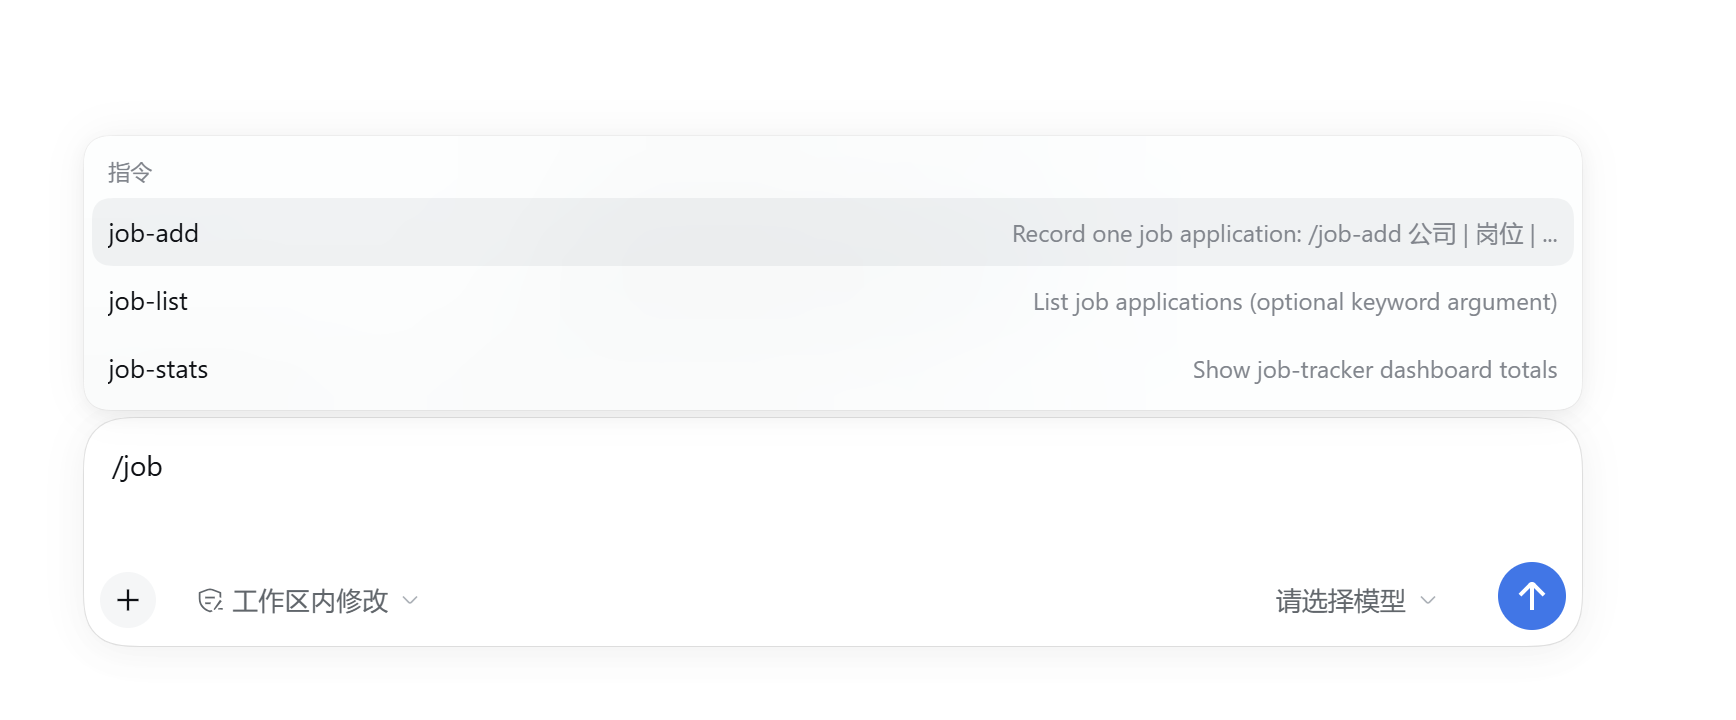 指令
job-add Record one job application: /job-add 公司 | 岗位 | ...
job-list List job applications (optional keyword argument)
job-stats Show job-tracker dashboard totals
/job
工作区内修改 请选择模型